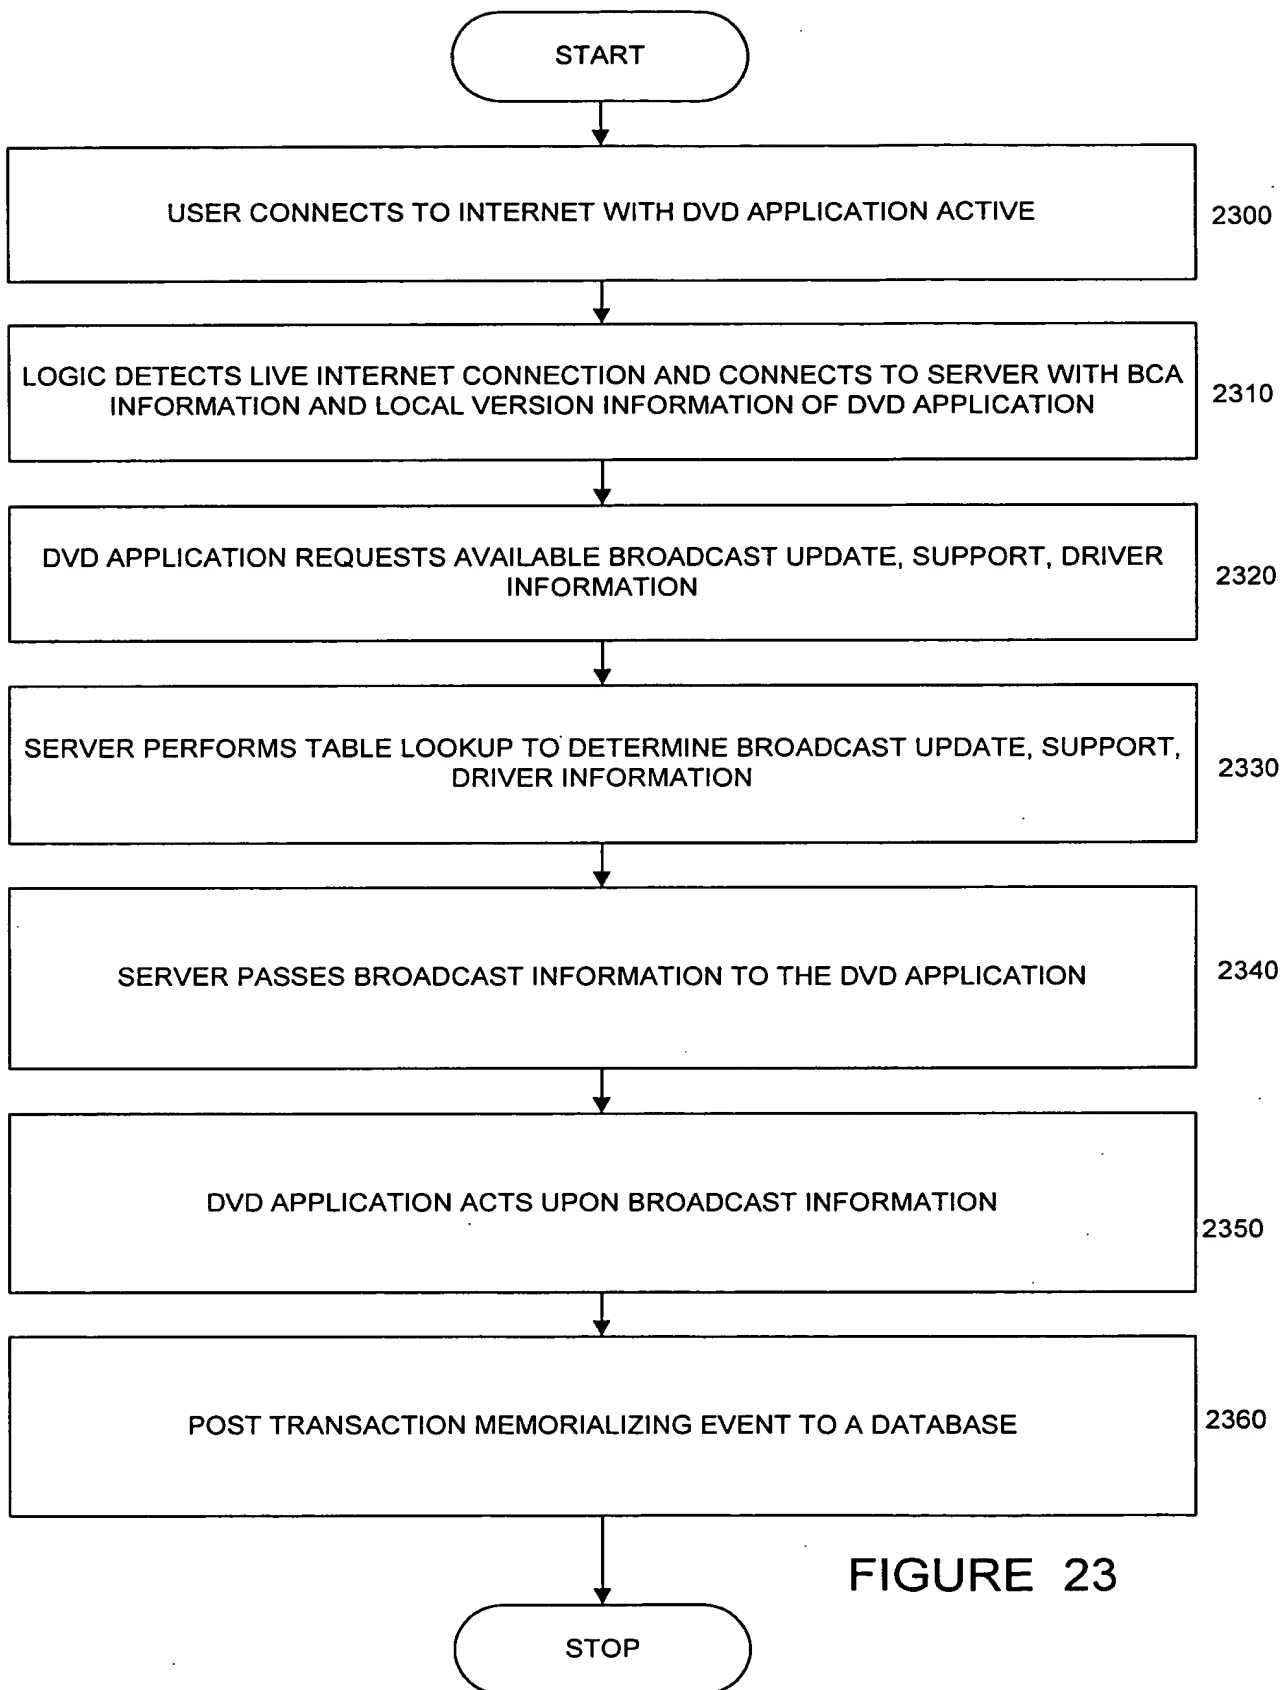 START
USER CONNECTS TO INTERNET WITH DVD APPLICATION ACTIVE
2300
LOGIC DETECTS LIVE INTERNET CONNECTION AND CONNECTS TO SERVER WITH BCA
INFORMATION AND LOCAL VERSION INFORMATION OF DVD APPLICATION
2310
DVD APPLICATION REQUESTS AVAILABLE BROADCAST UPDATE, SUPPORT, DRIVER
INFORMATION
2320
SERVER PERFORMS TABLE LOOKUP TO DETERMINE BROADCAST UPDATE, SUPPORT,
DRIVER INFORMATION
2330
SERVER PASSES BROADCAST INFORMATION TO THE DVD APPLICATION
2340
DVD APPLICATION ACTS UPON BROADCAST INFORMATION
2350
POST TRANSACTION MEMORIALIZING EVENT TO A DATABASE
2360
FIGURE 23
STOP